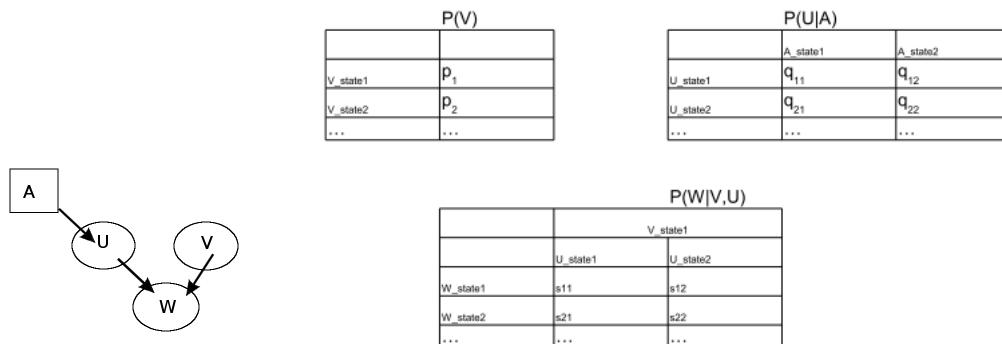 P(V)
V_state1 p1
V_state2 p2
... ...
P(U|A)
A_state1 A_state2
U_state1 q11 q12
U_state2 q21 q22
... ... ...
A
U
V
W
P(W|V,U)
V_state1
U_state1 U_state2
W_state1 s11 s12
W_state2 s21 s22
... ... ...